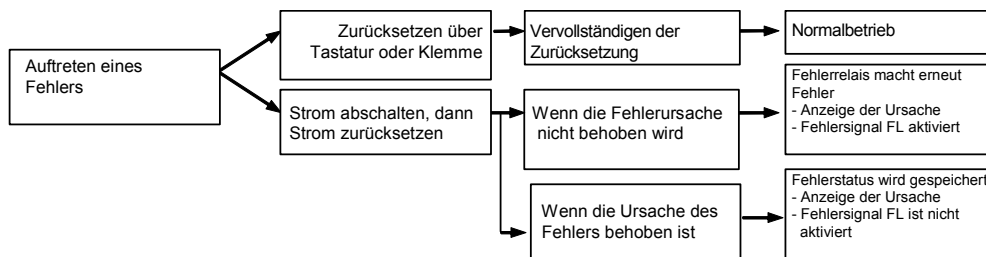 Auftreten eines
Fehlers
Zurücksetzen über
Tastatur oder Klemme
Vervollständigen der
Zurücksetzung
Normalbetrieb
Strom abschalten, dann
Strom zurücksetzen
Wenn die Fehlerursache
nicht behoben wird
Fehlerrelais macht erneut
Fehler
- Anzeige der Ursache
- Fehlersignal FL aktiviert
Wenn die Ursache des
Fehlers behoben ist
Fehlerstatus wird gespeichert
- Anzeige der Ursache
- Fehlersignal FL ist nicht
aktiviert